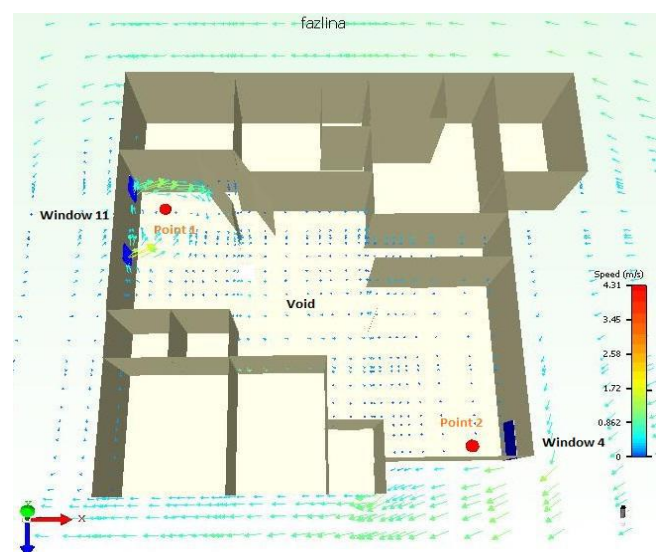 fazlina
Window 11
Point 1
Void
Speed (m/s)
4.31
3.45
2.58
1.72
0.862
0
Point 2
Window 4
X